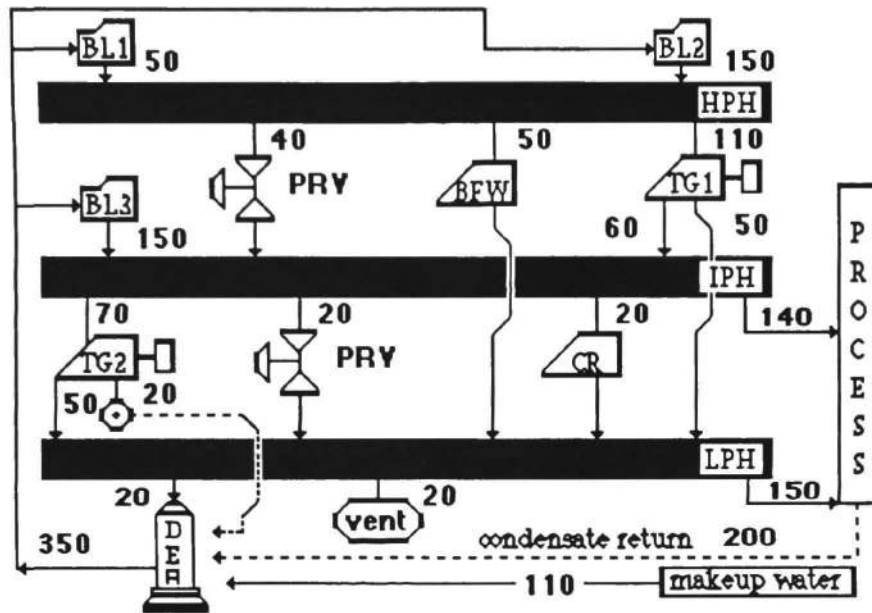 BL1 50 BL2 150
HPH
40 50 110
PRV BFW TG1
BL3 60 50
150
IPH
70 20 20 140
TG2 PRV CR
50 20
LPH
20 20 150
DEA vent
350 condensate return 200
110 makeup water
PROCESS